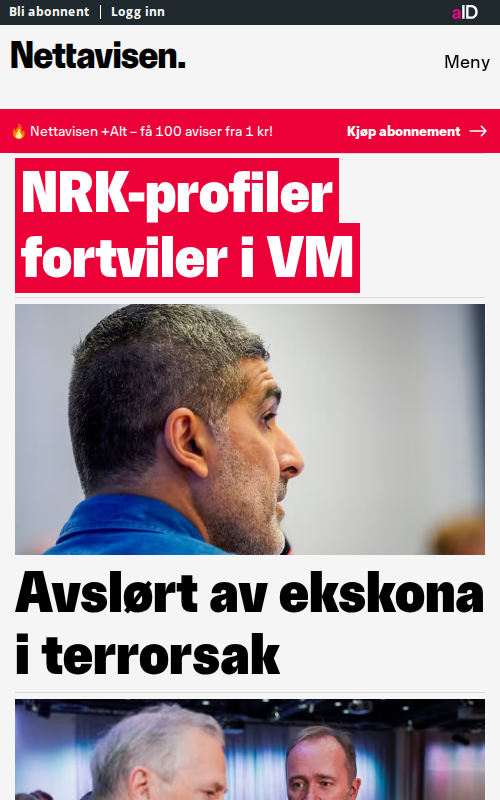 Bli abonnent
Logg inn
aID
Nettavisen.
Meny
🔥 Nettavisen +Alt – få 100 aviser fra 1 kr!
Kjøp abonnement →
NRK-profiler
fortviler i VM
Avslørt av ekskona
i terrorsak